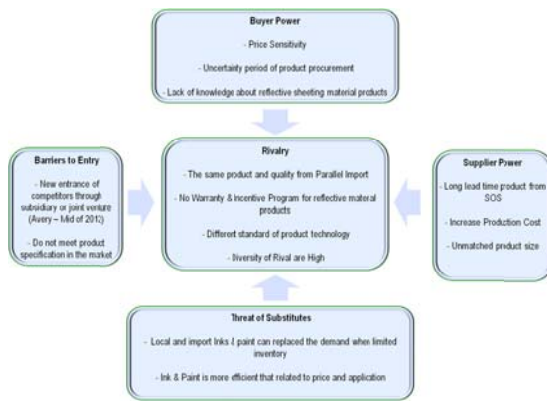 Buyer Power
- Price Sensitivity
- Uncertainty period of product procurement
- Lack of knowledge about reflective sheeting material products
Barriers to Entry
- New entrance of
competitors through
subsidiary or joint venture
(Avery – Mid of 2012)
- Do not meet product
specification in the market
Rivalry
- The same product and quality from Parallel Import
- No Warranty & Incentive Program for reflective material
products
- Different standard of product technology
- Diversity of Rival are High
Supplier Power
- Long lead time product from
SOS
- Increase Production Cost
- Unmatched product size
Threat of Substitutes
- Local and import Inks & paint can replaced the demand when limited
inventory
- Ink & Paint is more efficient that related to price and application